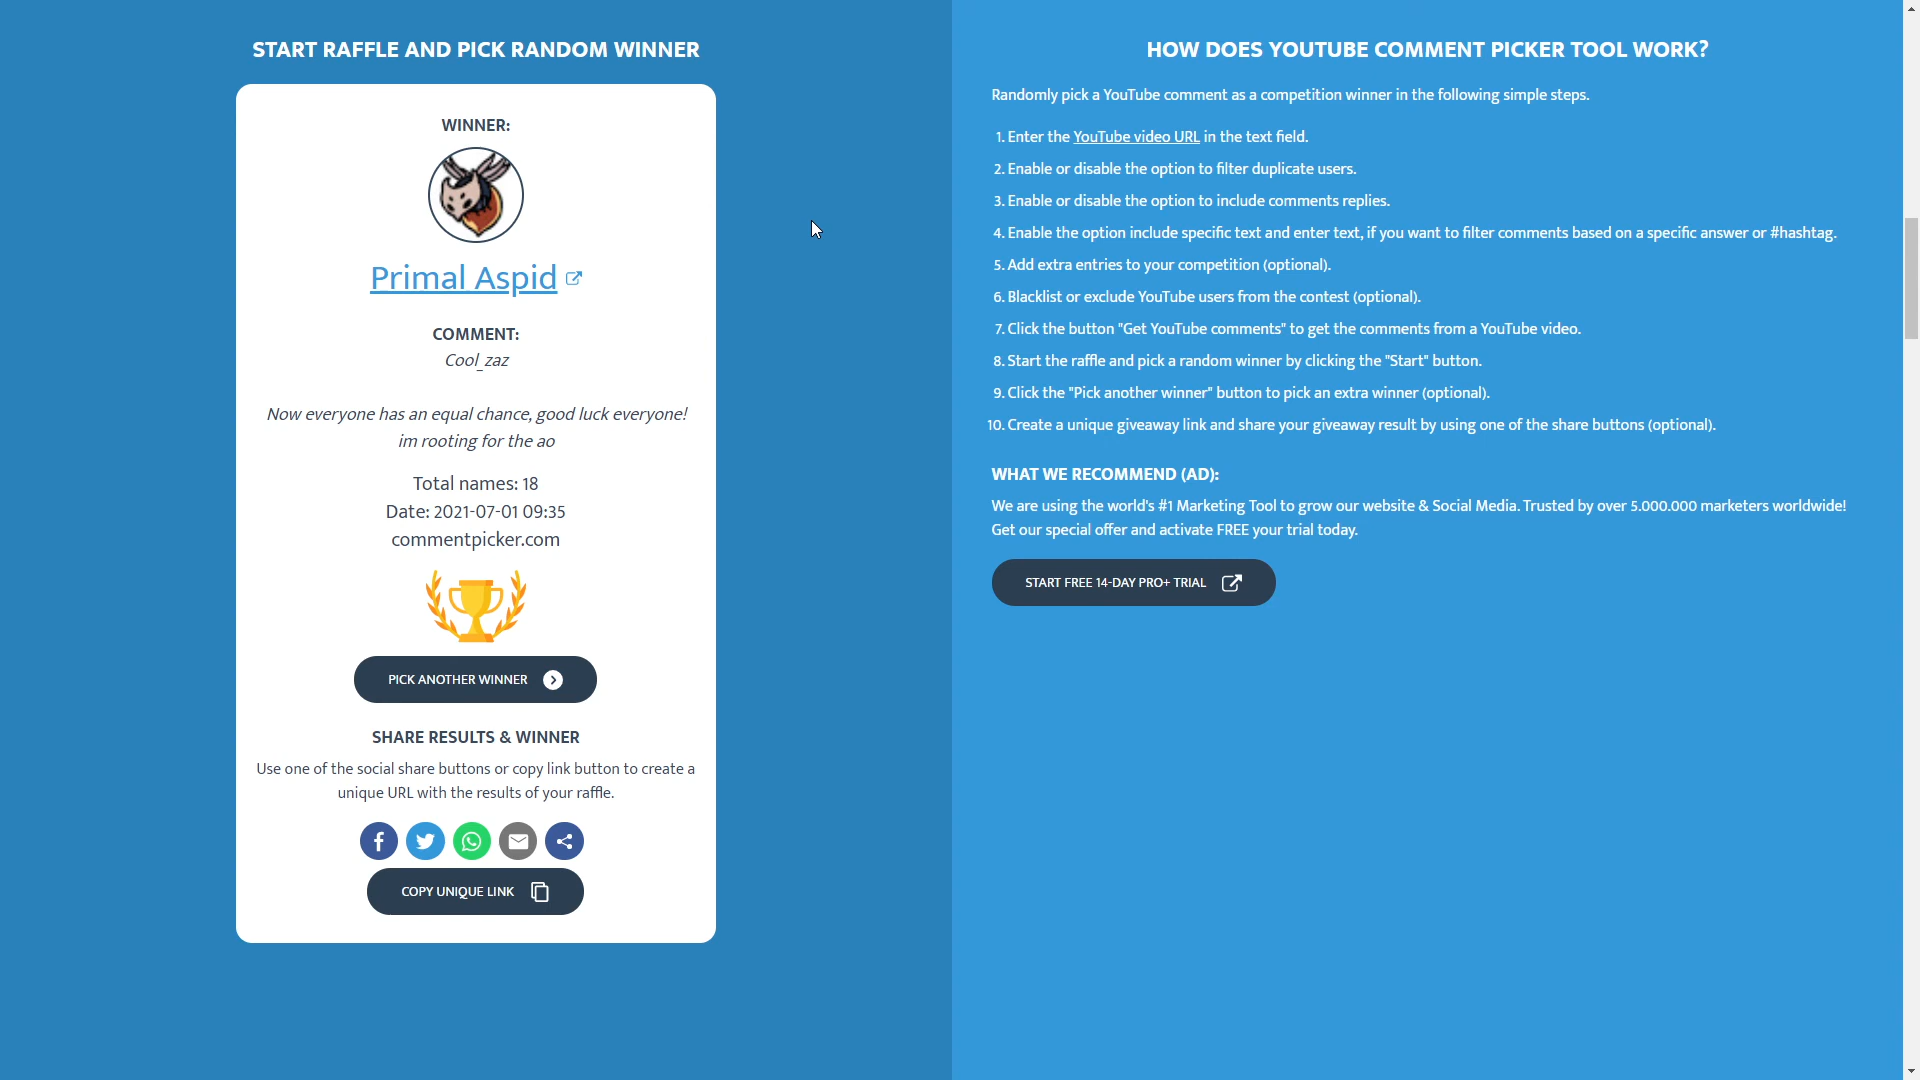 START RAFFLE AND PICK RANDOM WINNER
WINNER:
Primal Aspid
COMMENT:
Cool_zaz
Now everyone has an equal chance, good luck everyone!
im rooting for the ao
Total names: 18
Date: 2021-07-01 09:35
commentpicker.com
PICK ANOTHER WINNER
SHARE RESULTS & WINNER
Use one of the social share buttons or copy link button to create a
unique URL with the results of your raffle.
COPY UNIQUE LINK
HOW DOES YOUTUBE COMMENT PICKER TOOL WORK?
Randomly pick a YouTube comment as a competition winner in the following simple steps.
1. Enter the YouTube video URL in the text field.
2. Enable or disable the option to filter duplicate users.
3. Enable or disable the option to include comments replies.
4. Enable the option include specific text and enter text, if you want to filter comments based on a specific answer or #hashtag.
5. Add extra entries to your competition (optional).
6. Blacklist or exclude YouTube users from the contest (optional).
7. Click the button "Get YouTube comments" to get the comments from a YouTube video.
8. Start the raffle and pick a random winner by clicking the "Start" button.
9. Click the "Pick another winner" button to pick an extra winner (optional).
10. Create a unique giveaway link and share your giveaway result by using one of the share buttons (optional).
WHAT WE RECOMMEND (AD):
We are using the world's #1 Marketing Tool to grow our website & Social Media. Trusted by over 5.000.000 marketers worldwide!
Get our special offer and activate FREE your trial today.
START FREE 14-DAY PRO+ TRIAL